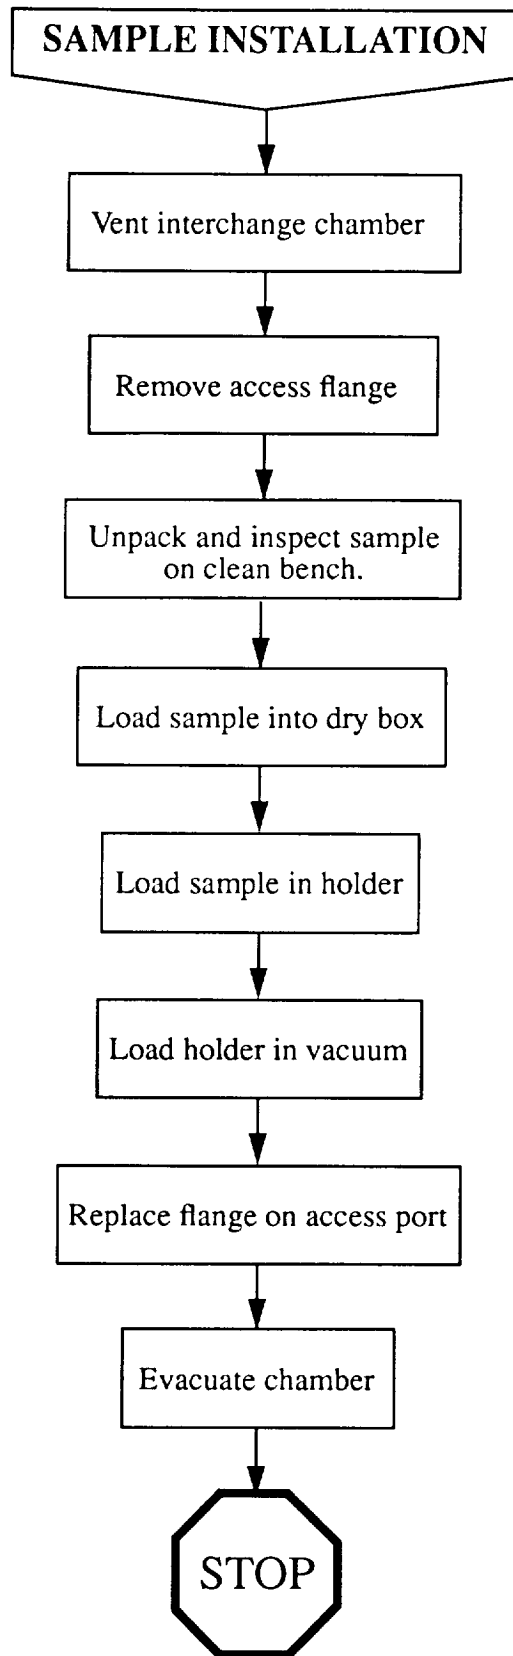 SAMPLE INSTALLATION
Vent interchange chamber
Remove access flange
Unpack and inspect sample
on clean bench.
Load sample into dry box
Load sample in holder
Load holder in vacuum
Replace flange on access port
Evacuate chamber
STOP